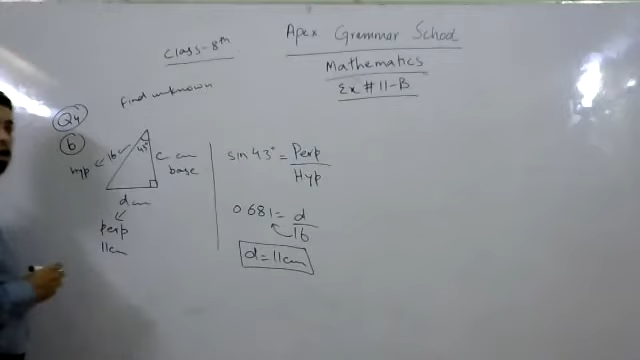 Apex Grammar School
Class-8th
Mathematics
Ex # 11-B
find unknown
Q4
b
43°
hyp ← 16
c cm
base
d cm
perp
11cm
sin 43° = Perp
Hyp
0.681 = d
16
d = 11cm